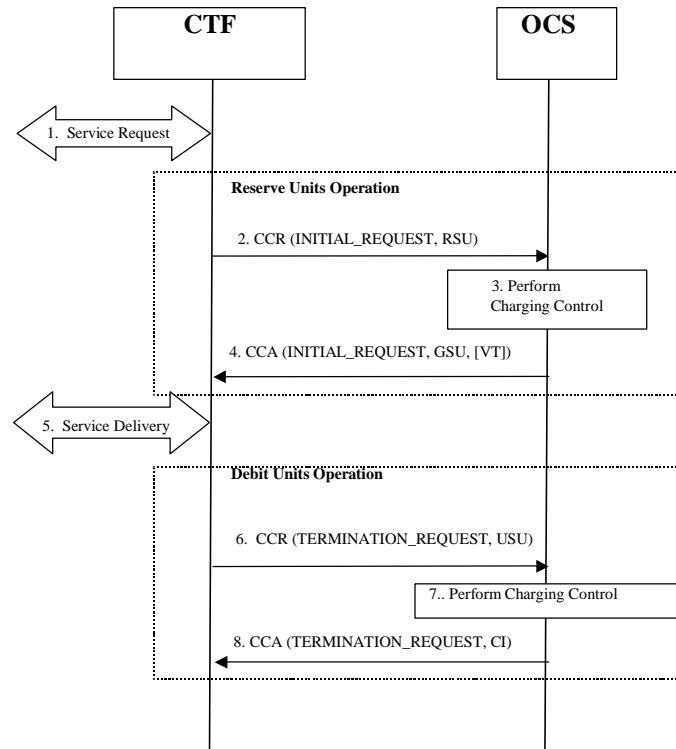 CTF
OCS
1. Service Request
Reserve Units Operation
2. CCR (INITIAL_REQUEST, RSU)
3. Perform
Charging Control
4. CCA (INITIAL_REQUEST, GSU, [VT])
5. Service Delivery
Debit Units Operation
6. CCR (TERMINATION_REQUEST, USU)
7.. Perform Charging Control
8. CCA (TERMINATION_REQUEST, CI)